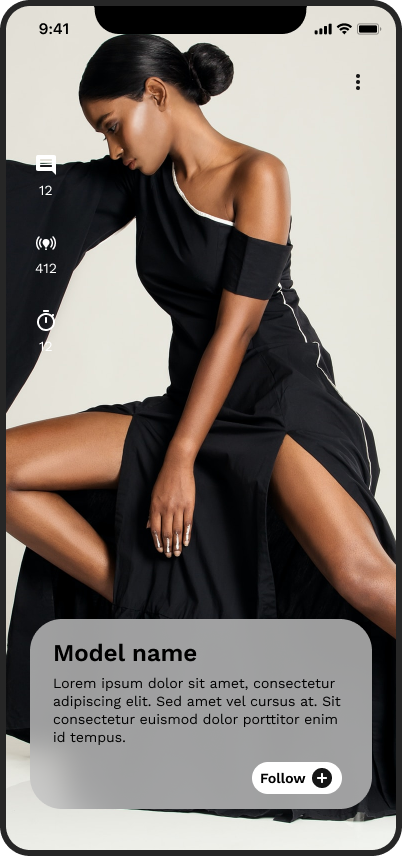 9:41
12
412
12
Model name
Lorem ipsum dolor sit amet, consectetur
adipiscing elit. Sed amet vel cursus at. Sit
consectetur euismod dolor porttitor enim
id tempus.
Follow